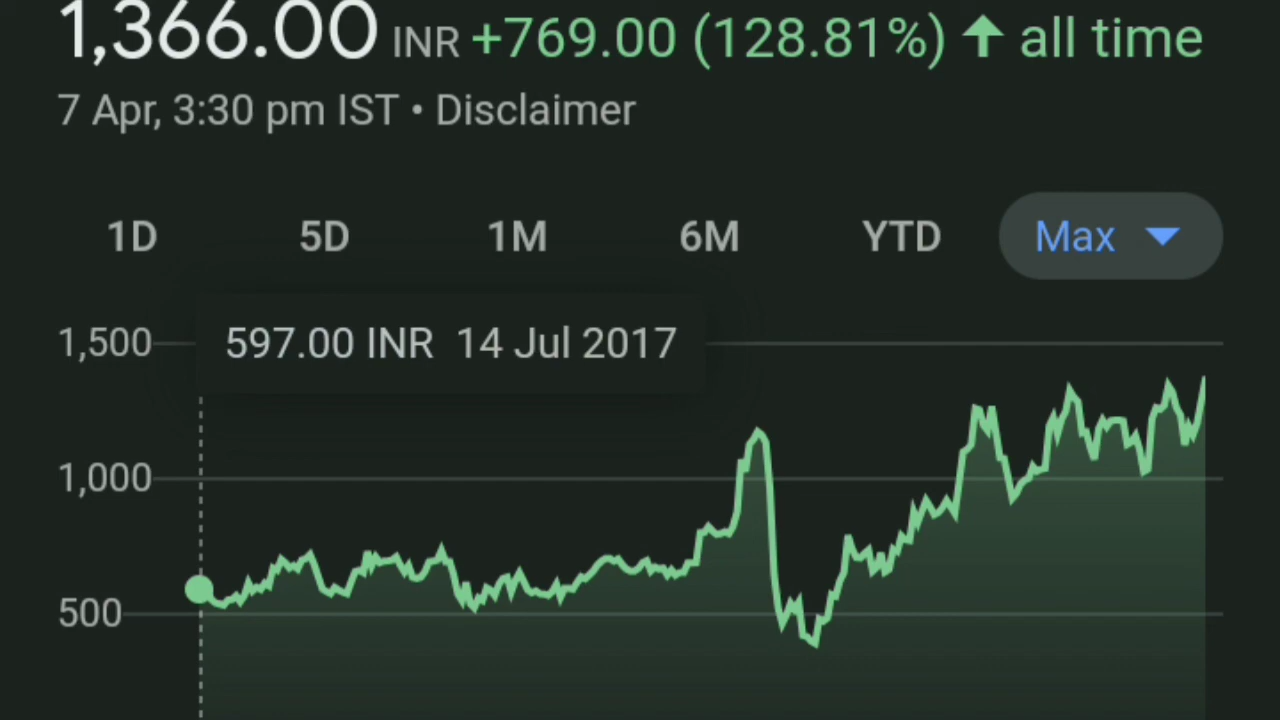 1,366.00 INR +769.00 (128.81%) ↑ all time
7 Apr, 3:30 pm IST • Disclaimer
1D 5D 1M 6M YTD Max
597.00 INR 14 Jul 2017
1,500
1,000
500